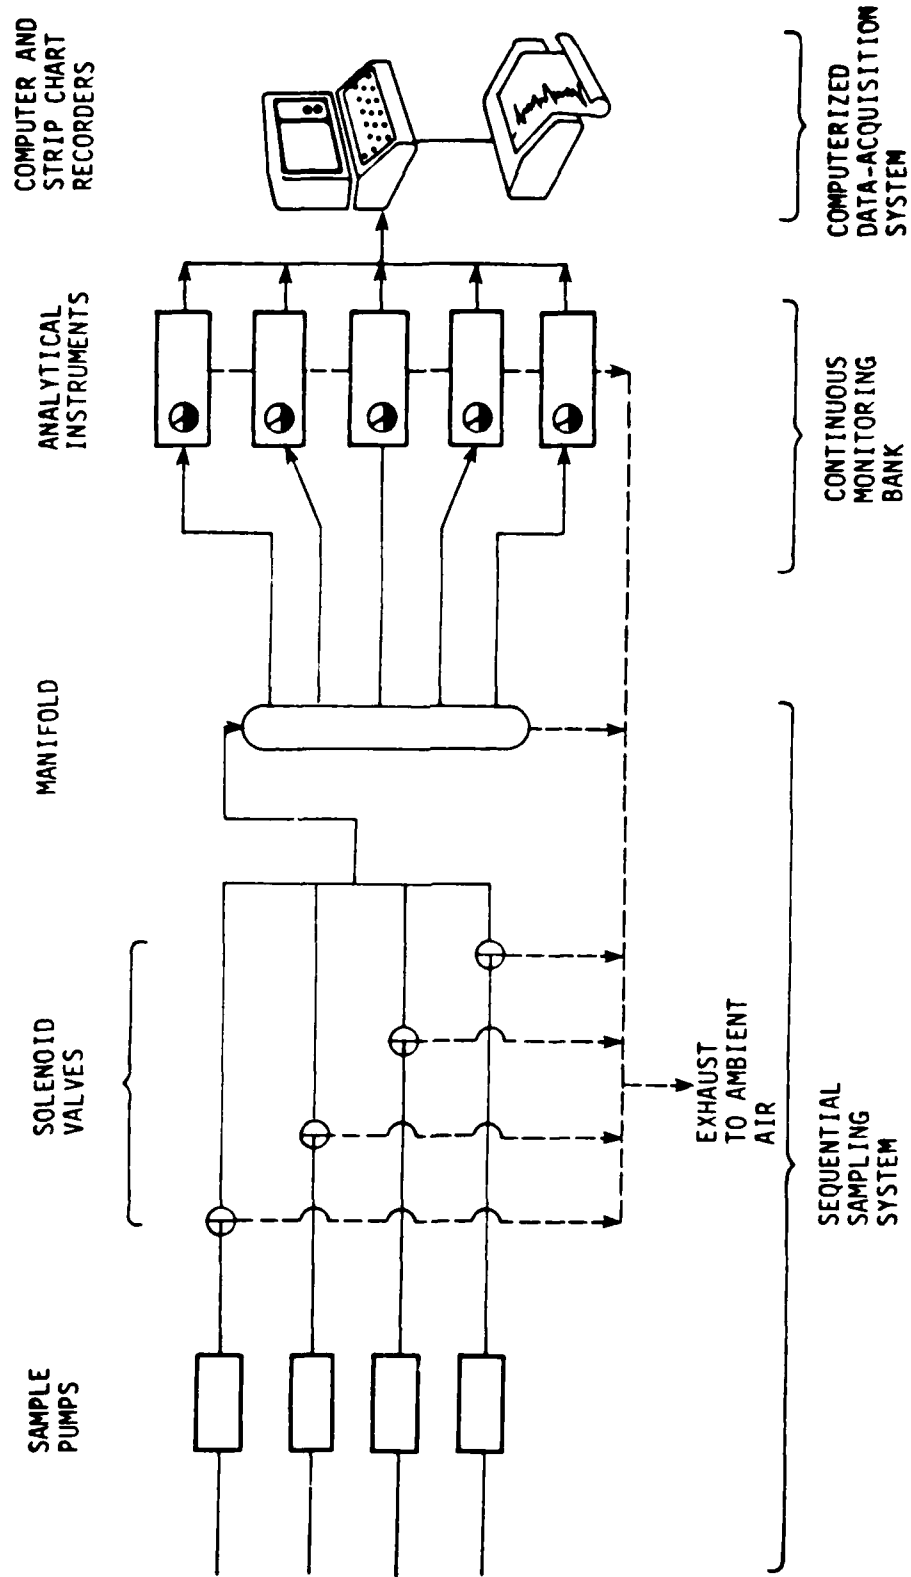 SAMPLE
PUMPS
SOLENOID
VALVES
MANIFOLD
ANALYTICAL
INSTRUMENTS
COMPUTER AND
STRIP CHART
RECORDERS
EXHAUST
TO AMBIENT
AIR
SEQUENTIAL
SAMPLING
SYSTEM
CONTINUOUS
MONITORING
BANK
COMPUTERIZED
DATA-ACQUISITION
SYSTEM